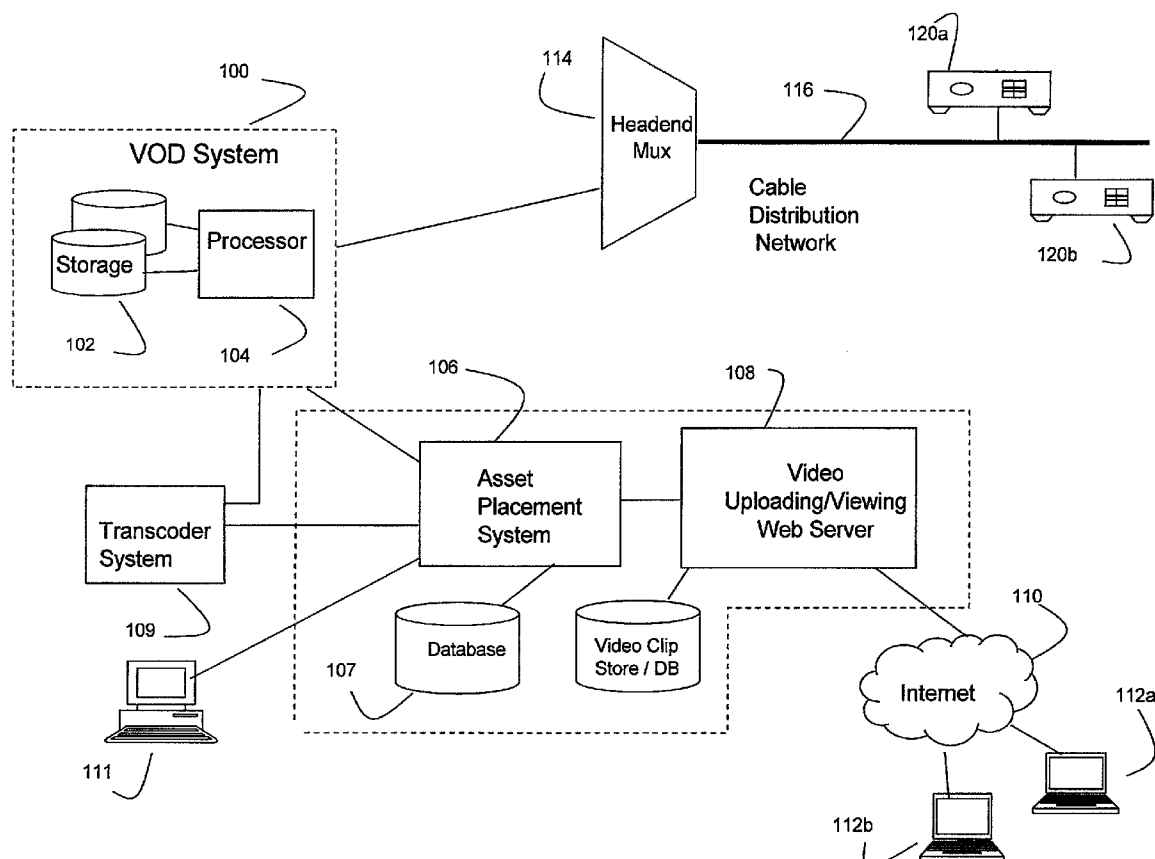 120a
100
114
116
Headend
Mux
VOD System
Processor
Storage
Cable
Distribution
Network
120b
102
104
106
108
Asset
Placement
System
Video
Uploading/Viewing
Web Server
Transcoder
System
109
Database
Video Clip
Store / DB
107
110
Internet
112a
111
112b